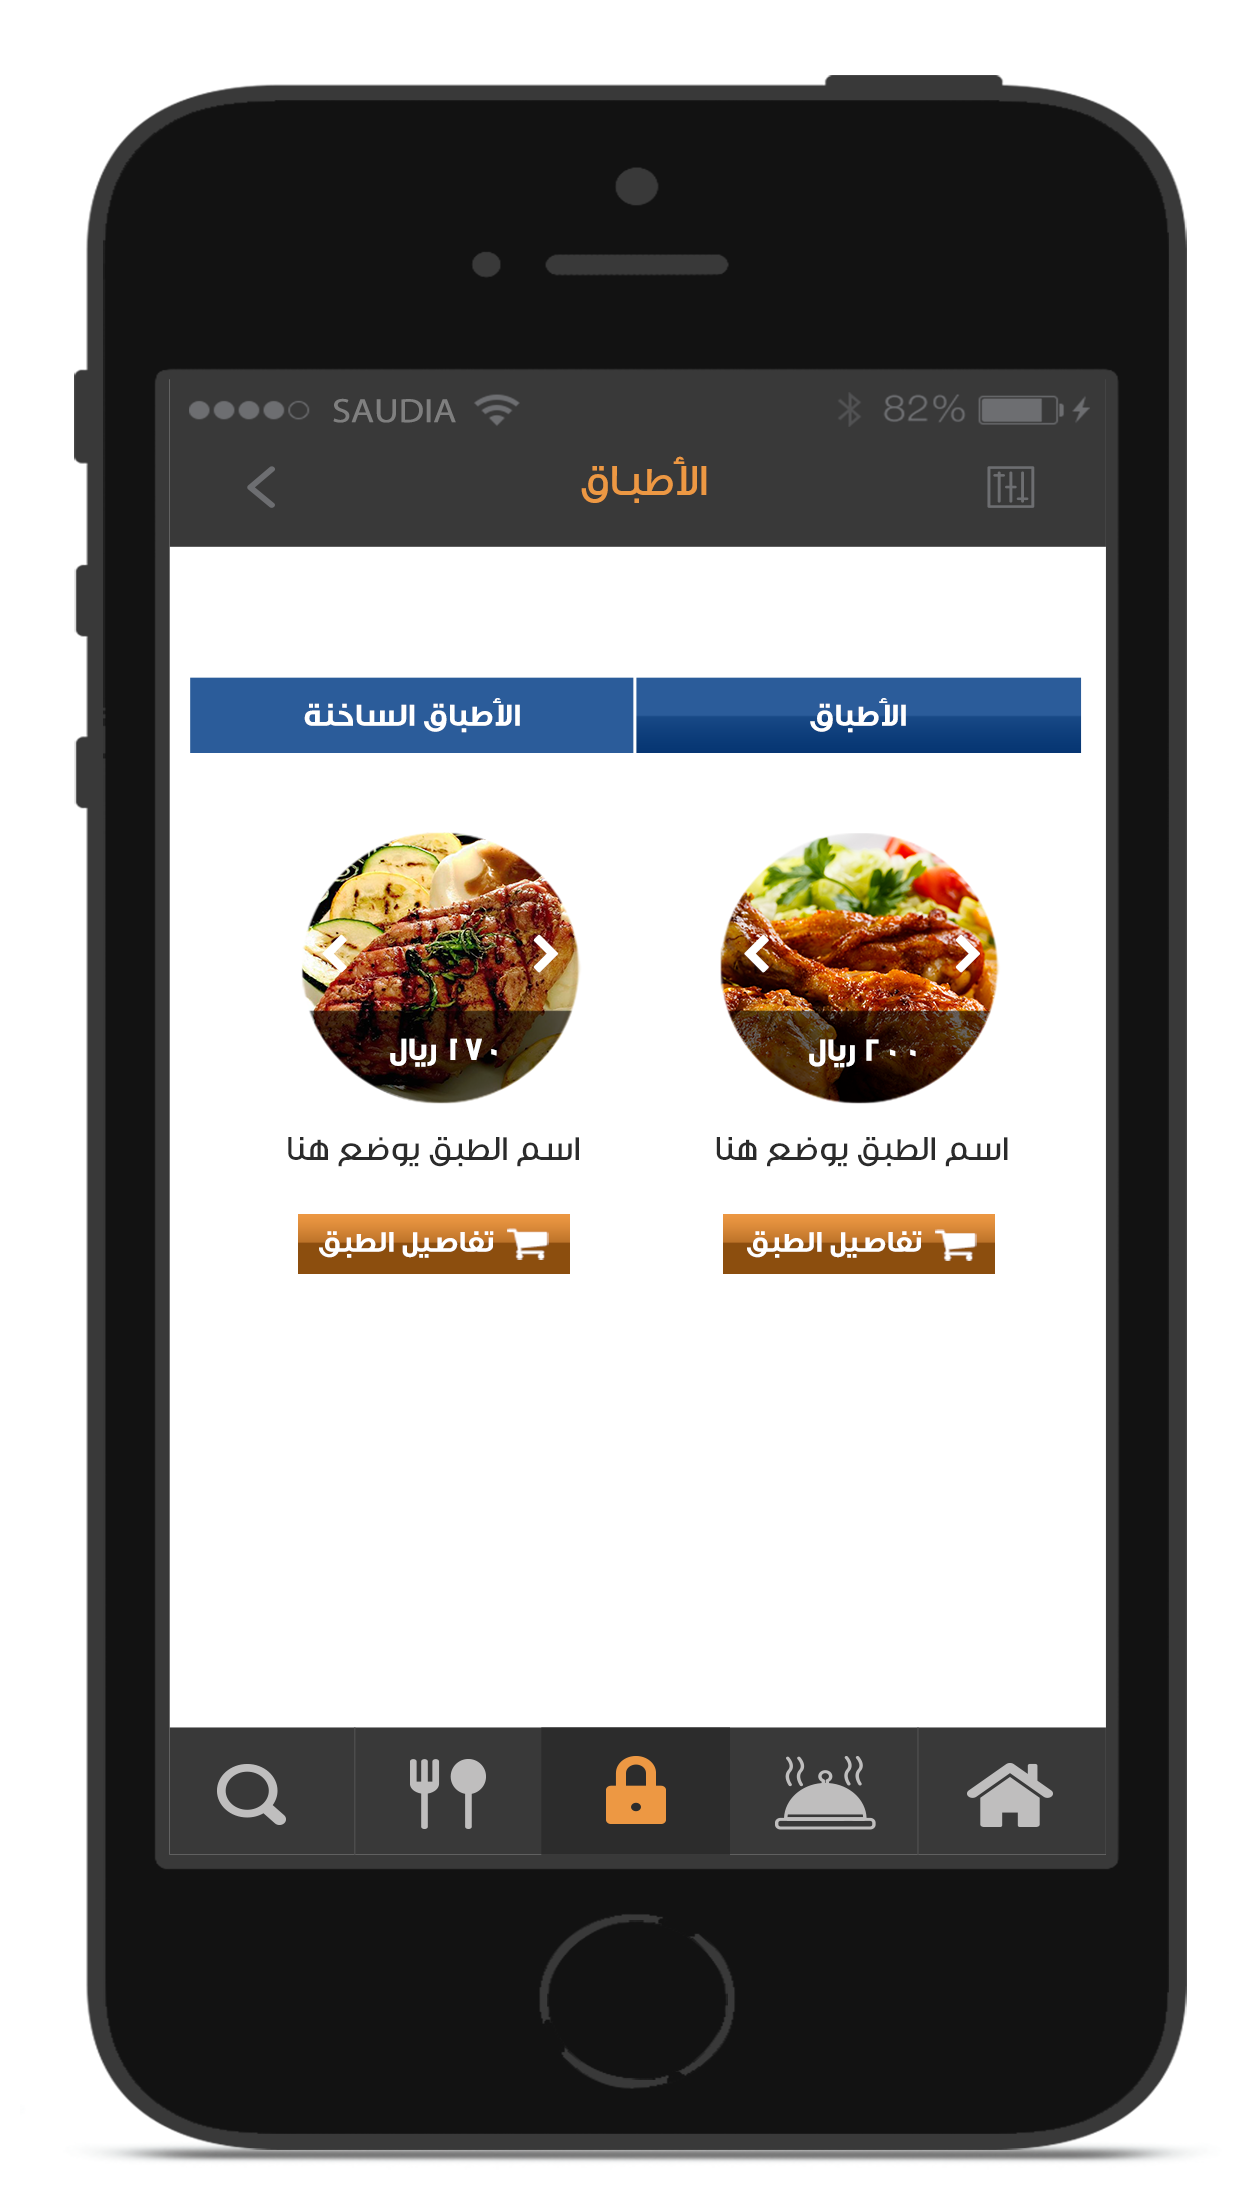 SAUDIA 82%
الأطباق
الأطباق
الأطباق الساخنة
٢٠٠ ريال
١٧٠ ريال
اسم الطبق يوضع هنا
اسم الطبق يوضع هنا
تفاصيل الطبق
تفاصيل الطبق